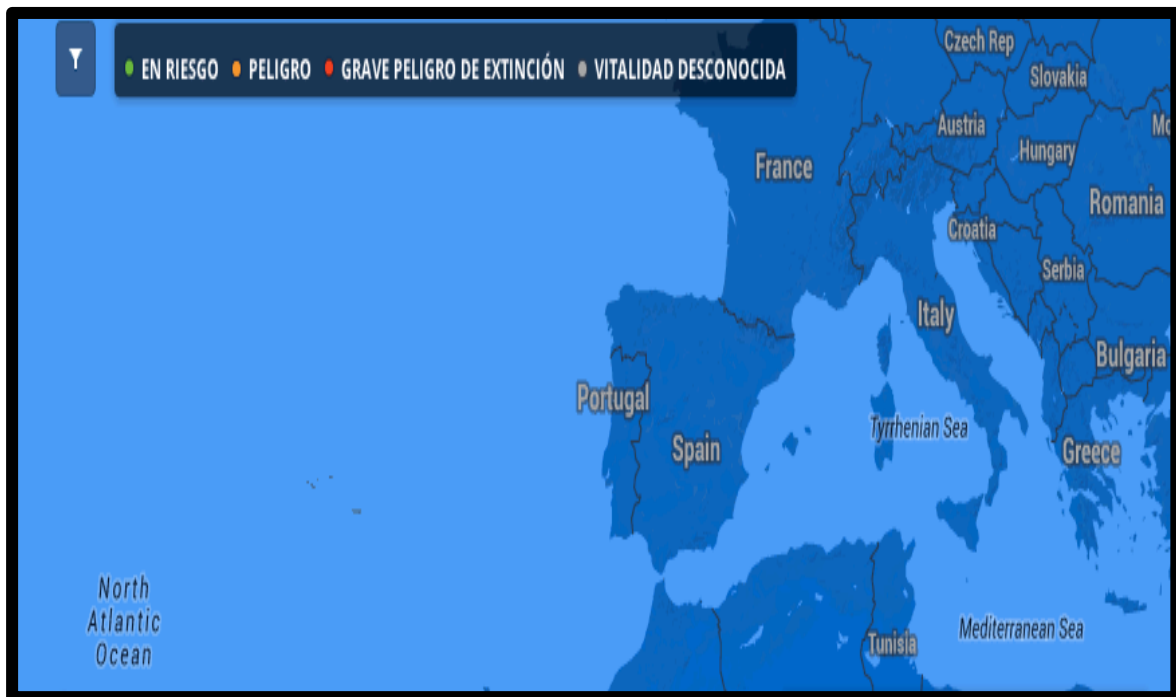 EN RIESGO PELIGRO GRAVE PELIGRO DE EXTINCIÓN VITALIDAD DESCONOCIDA
Czech Rep
Slovakia
Austria
Hungary
France
Romania
Croatia
Serbia
Italy
Bulgaria
Portugal
Tyrrhenian Sea
Spain
Greece
North
Atlantic
Ocean
Mediterranean Sea
Tunisia